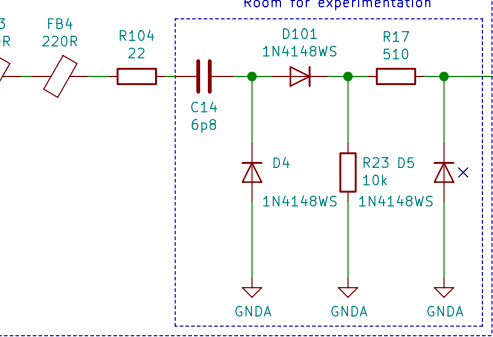 Room for experimentation
3
R
FB4
220R
R104
22
C14
6p8
D101
1N4148WS
R17
510
D4
1N4148WS
R23
10k
D5
1N4148WS
GNDA
GNDA
GNDA